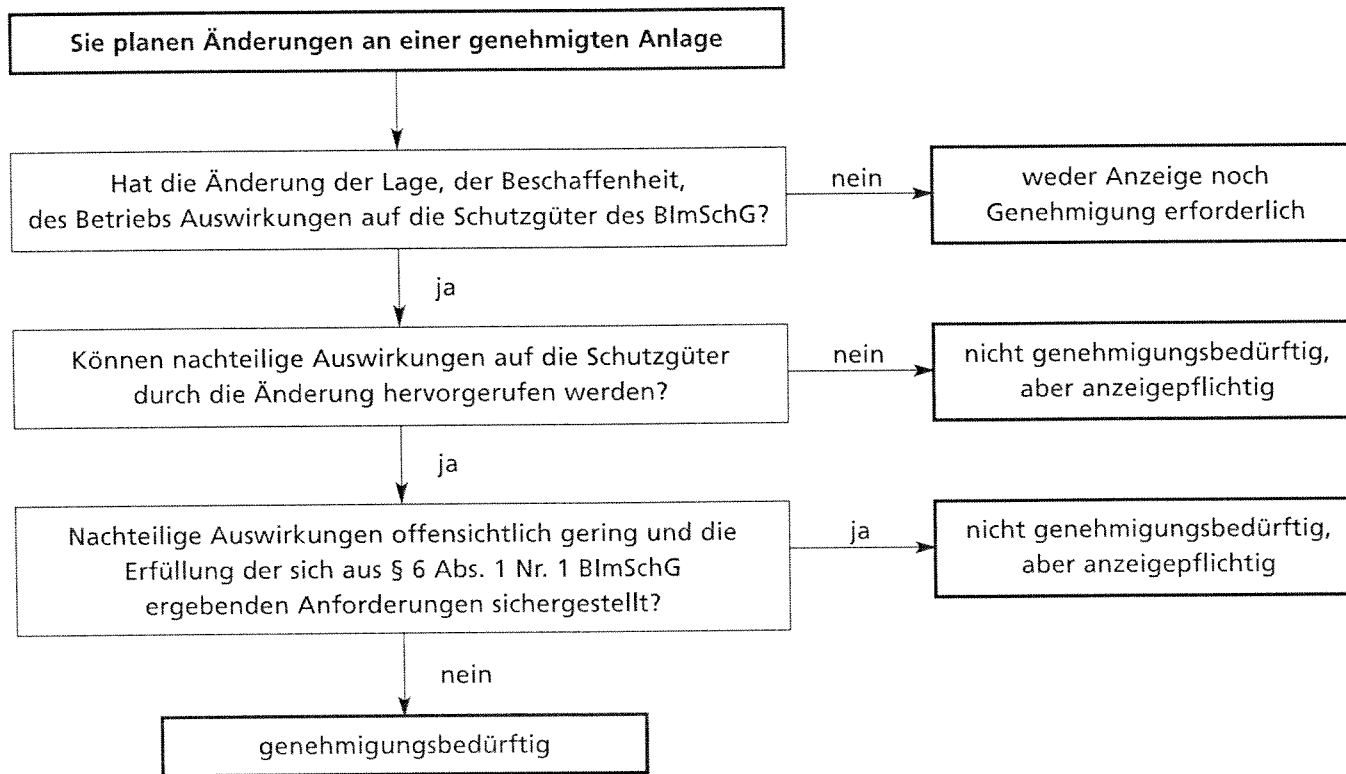 Sie planen Änderungen an einer genehmigten Anlage
Hat die Änderung der Lage, der Beschaffenheit,
des Betriebs Auswirkungen auf die Schutzgüter des BImSchG?
nein
weder Anzeige noch
Genehmigung erforderlich
ja
Können nachteilige Auswirkungen auf die Schutzgüter
durch die Änderung hervorgerufen werden?
nein
nicht genehmigungsbedürftig,
aber anzeigepflichtig
ja
Nachteilige Auswirkungen offensichtlich gering und die
Erfüllung der sich aus § 6 Abs. 1 Nr. 1 BImSchG
ergebenden Anforderungen sichergestellt?
ja
nicht genehmigungsbedürftig,
aber anzeigepflichtig
nein
genehmigungsbedürftig